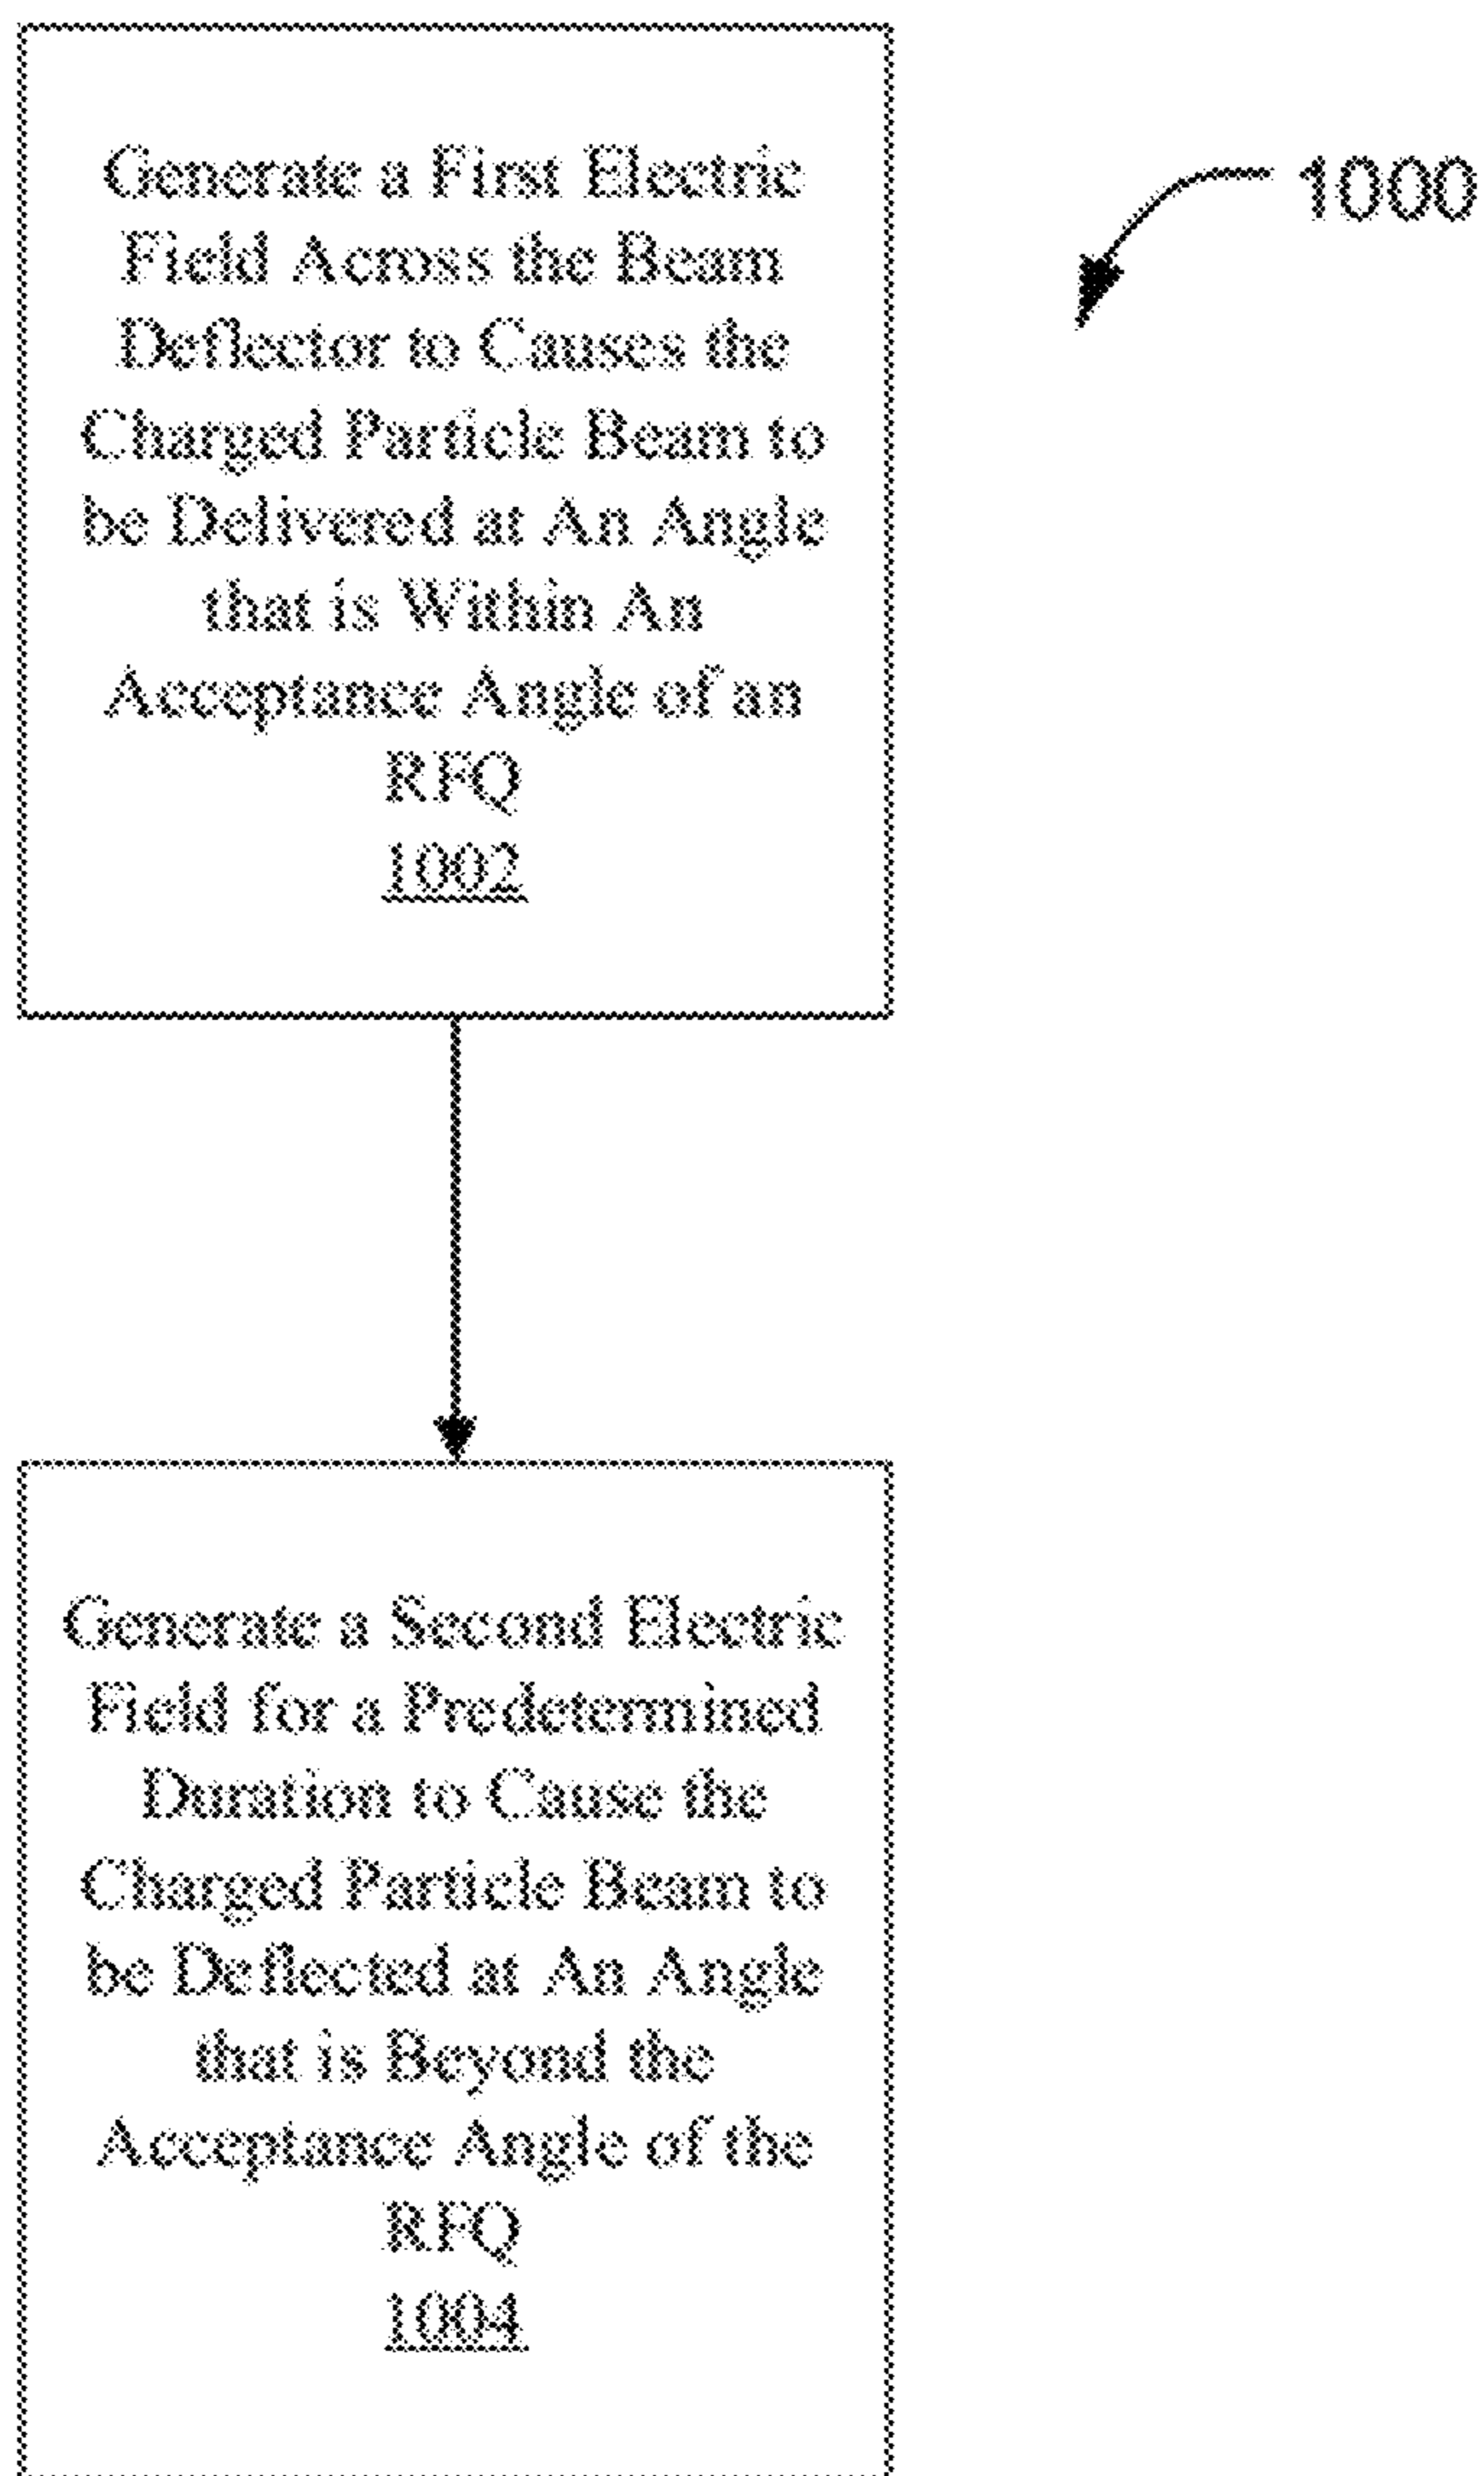 Generate a First Electric
Field Across the Beam
Deflector to Causes the
Charged Particle Beam to
be Delivered at An Angle
that is Within An
Acceptance Angle of an
RFQ
1002
1000
Generate a Second Electric
Field for a Predetermined
Duration to Cause the
Charged Particle Beam to
be Deflected at An Angle
that is Beyond the
Acceptance Angle of the
RFQ
1004